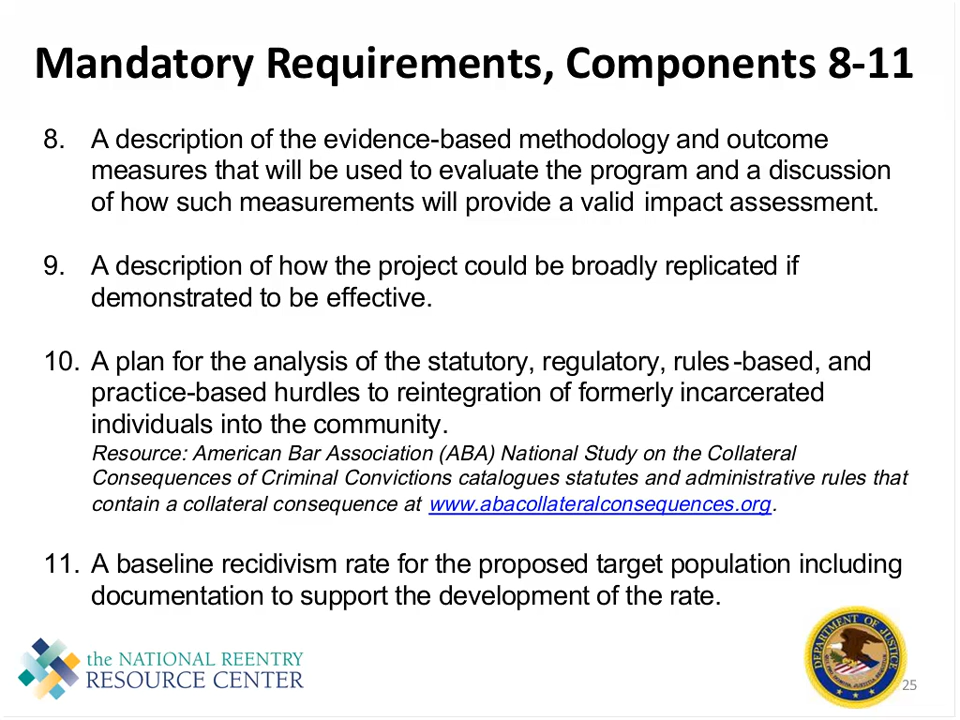 Mandatory Requirements, Components 8-11
8. A description of the evidence-based methodology and outcome
measures that will be used to evaluate the program and a discussion
of how such measurements will provide a valid impact assessment.
9. A description of how the project could be broadly replicated if
demonstrated to be effective.
10. A plan for the analysis of the statutory, regulatory, rules-based, and
practice-based hurdles to reintegration of formerly incarcerated
individuals into the community.
Resource: American Bar Association (ABA) National Study on the Collateral
Consequences of Criminal Convictions catalogues statutes and administrative rules that
contain a collateral consequence at www.abacollateralconsequences.org.
11. A baseline recidivism rate for the proposed target population including
documentation to support the development of the rate.
the NATIONAL REENTRY
RESOURCE CENTER
DEPARTMENT OF JUSTICE
25